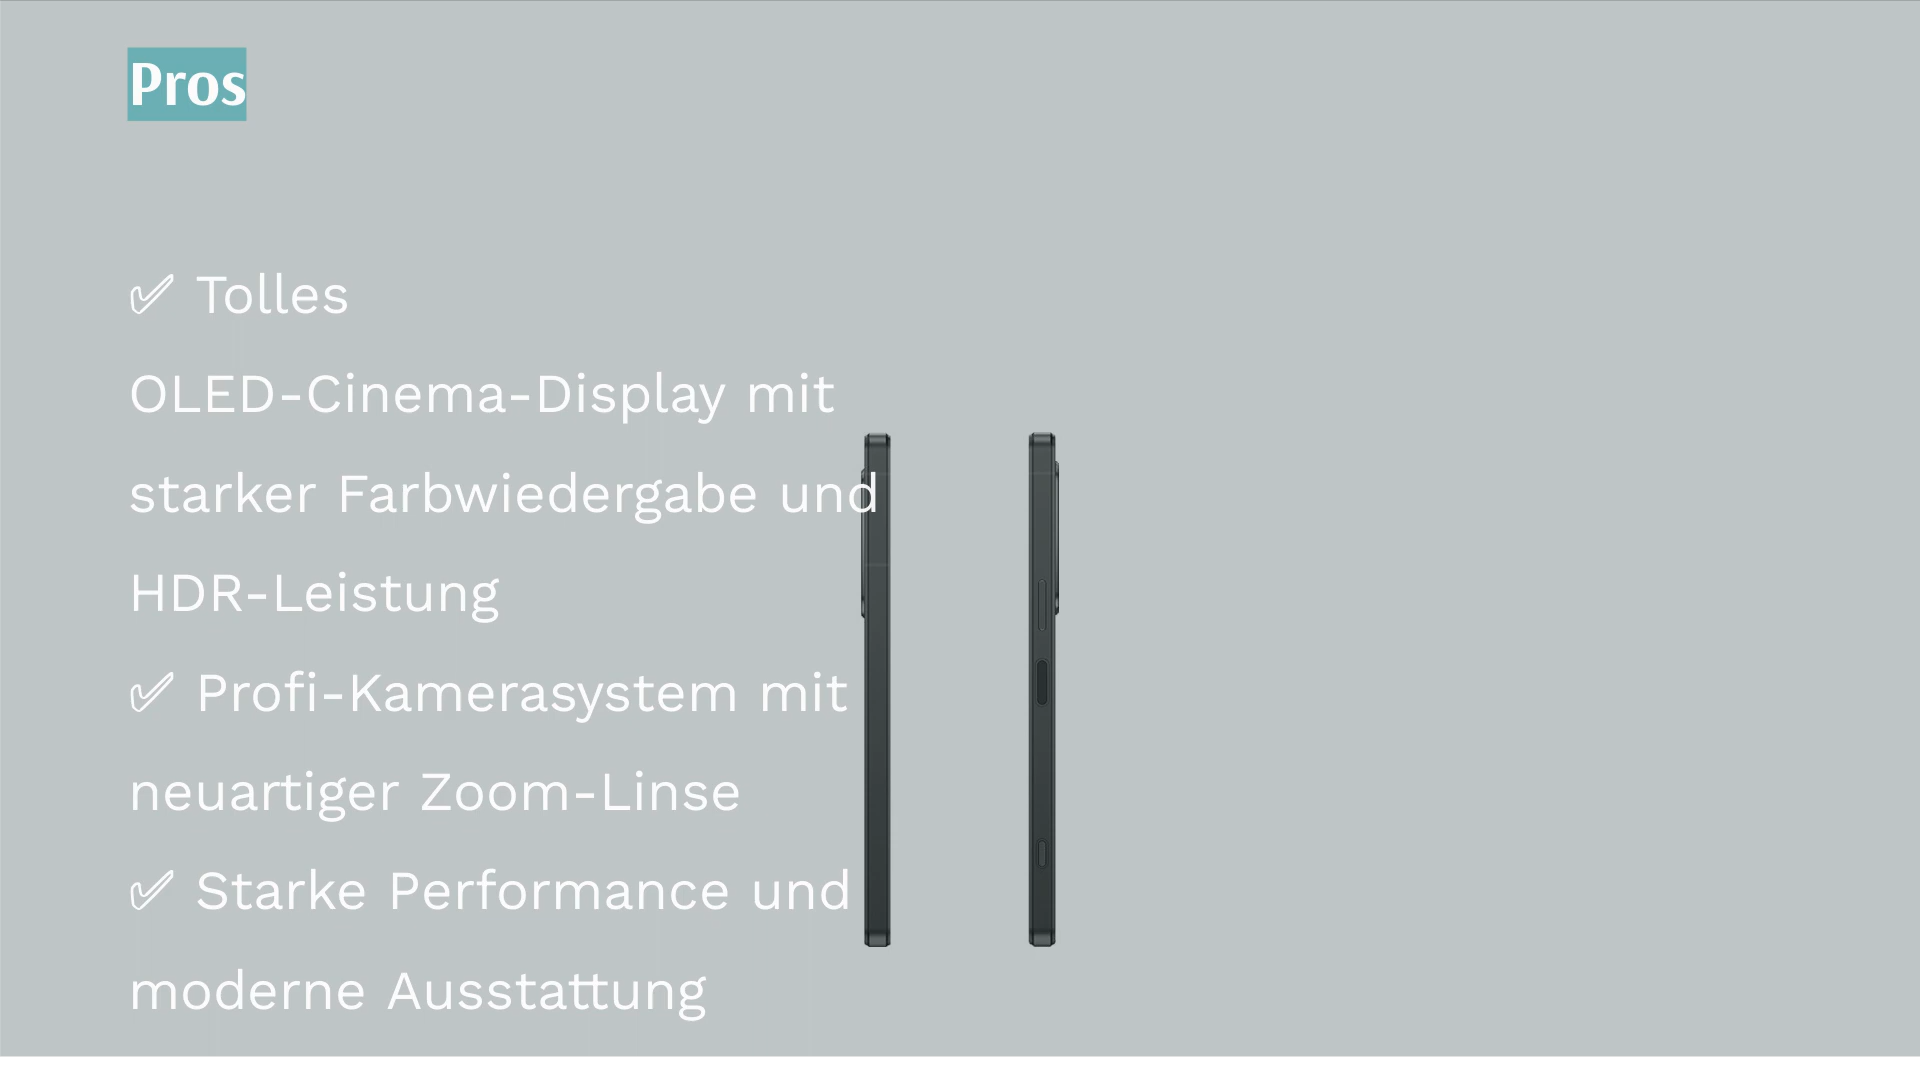 Pros
✅ Tolles
OLED-Cinema-Display mit
starker Farbwiedergabe und
HDR-Leistung
✅ Profi-Kamerasystem mit
neuartiger Zoom-Linse
✅ Starke Performance und
moderne Ausstattung